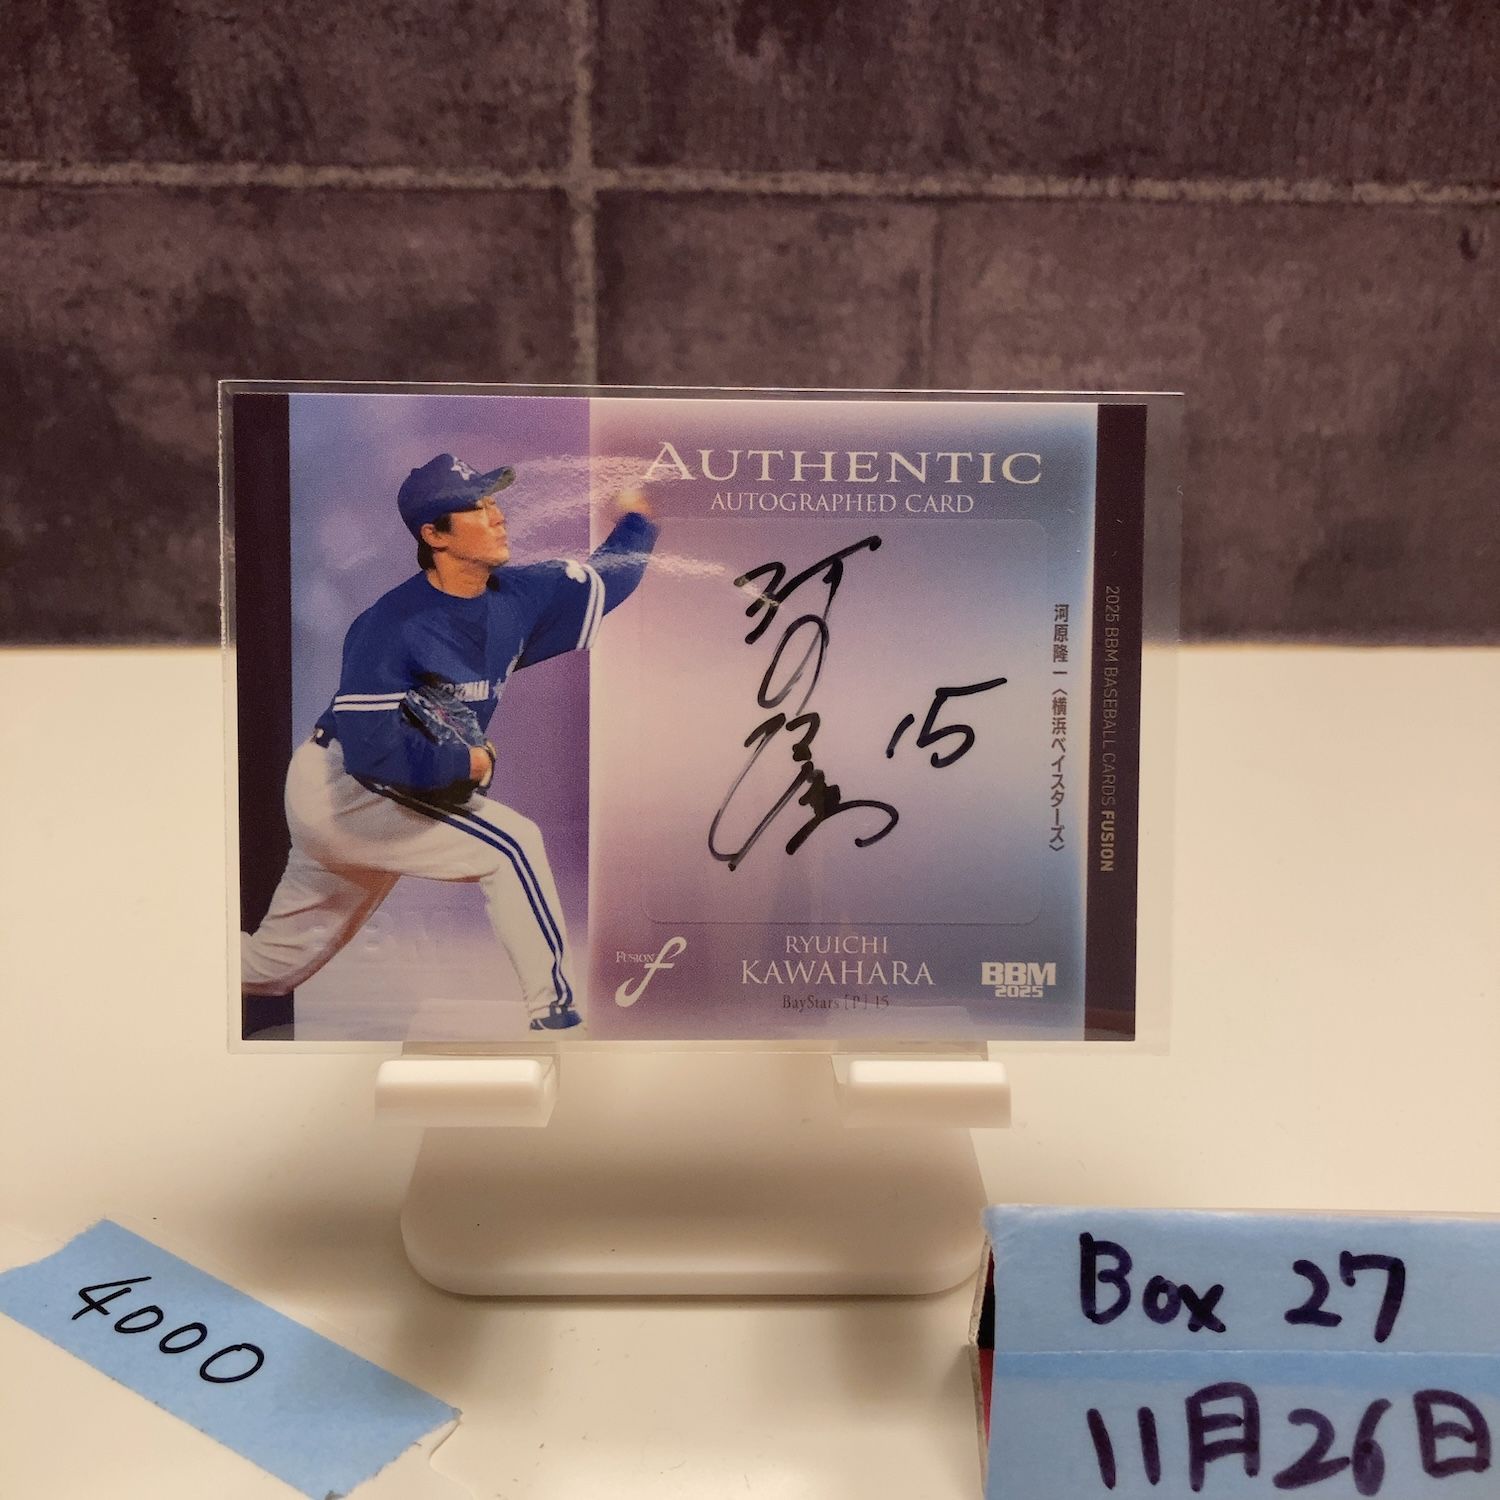 AUTHENTIC
AUTOGRAPHED CARD
15
河原隆一〈横浜ベイスターズ〉
2025 BBM BASEBALL CARDS FUSION
FUSION f
RYUICHI
KAWAHARA
BayStars [P] 15
BBM
2025
4000
Box 27
11月26日